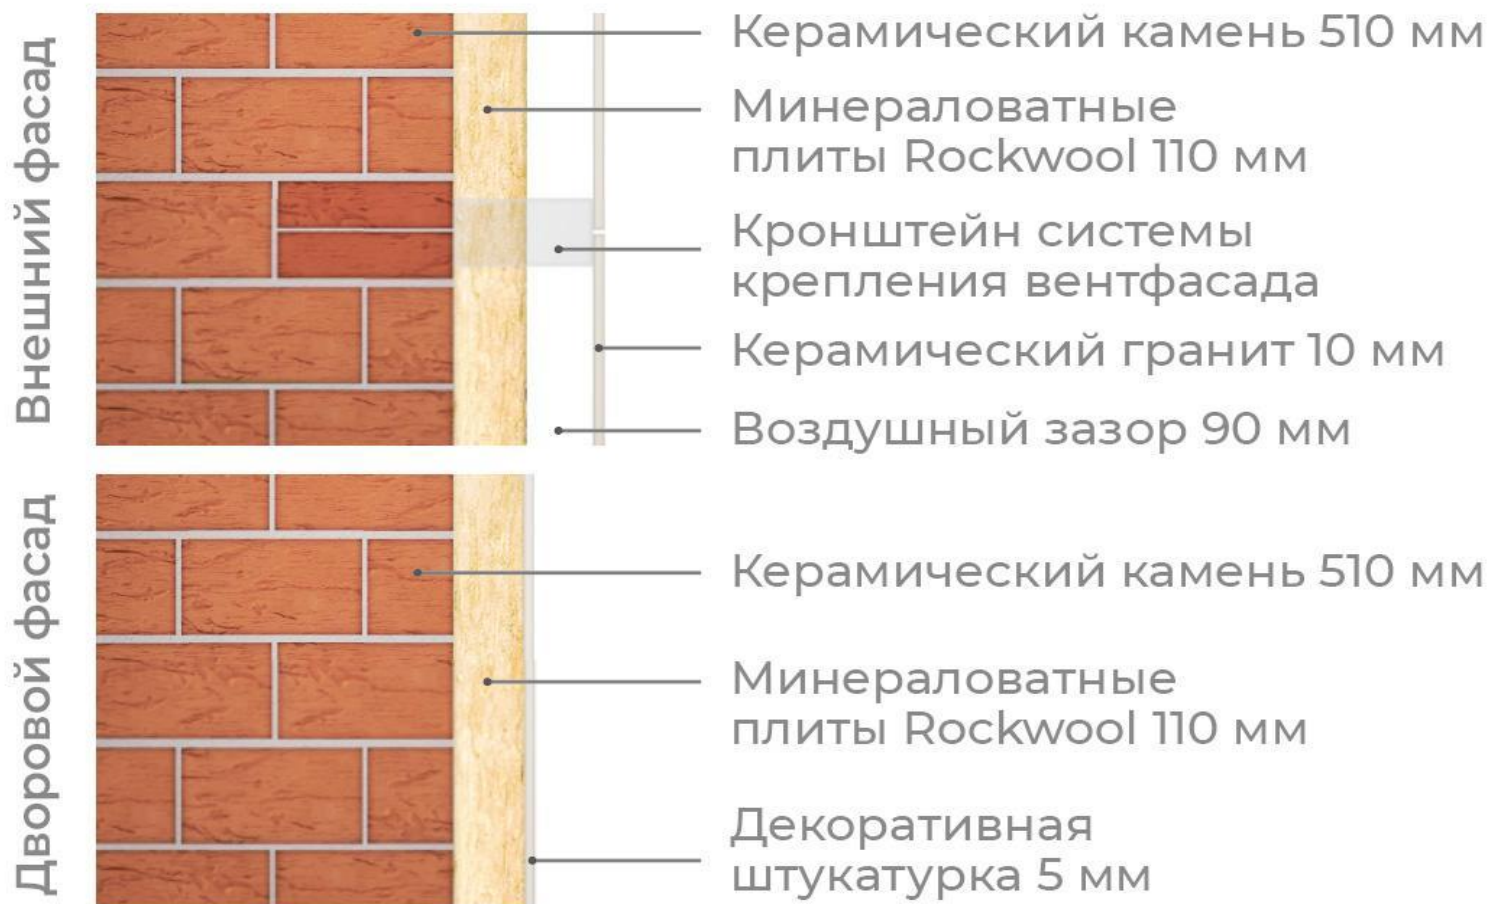 Внешний фасад
Керамический камень 510 мм
Минераловатные
плиты Rockwool 110 мм
Кронштейн системы
крепления вентфасада
Керамический гранит 10 мм
Воздушный зазор 90 мм
Дворовой фасад
Керамический камень 510 мм
Минераловатные
плиты Rockwool 110 мм
Декоративная
штукатурка 5 мм